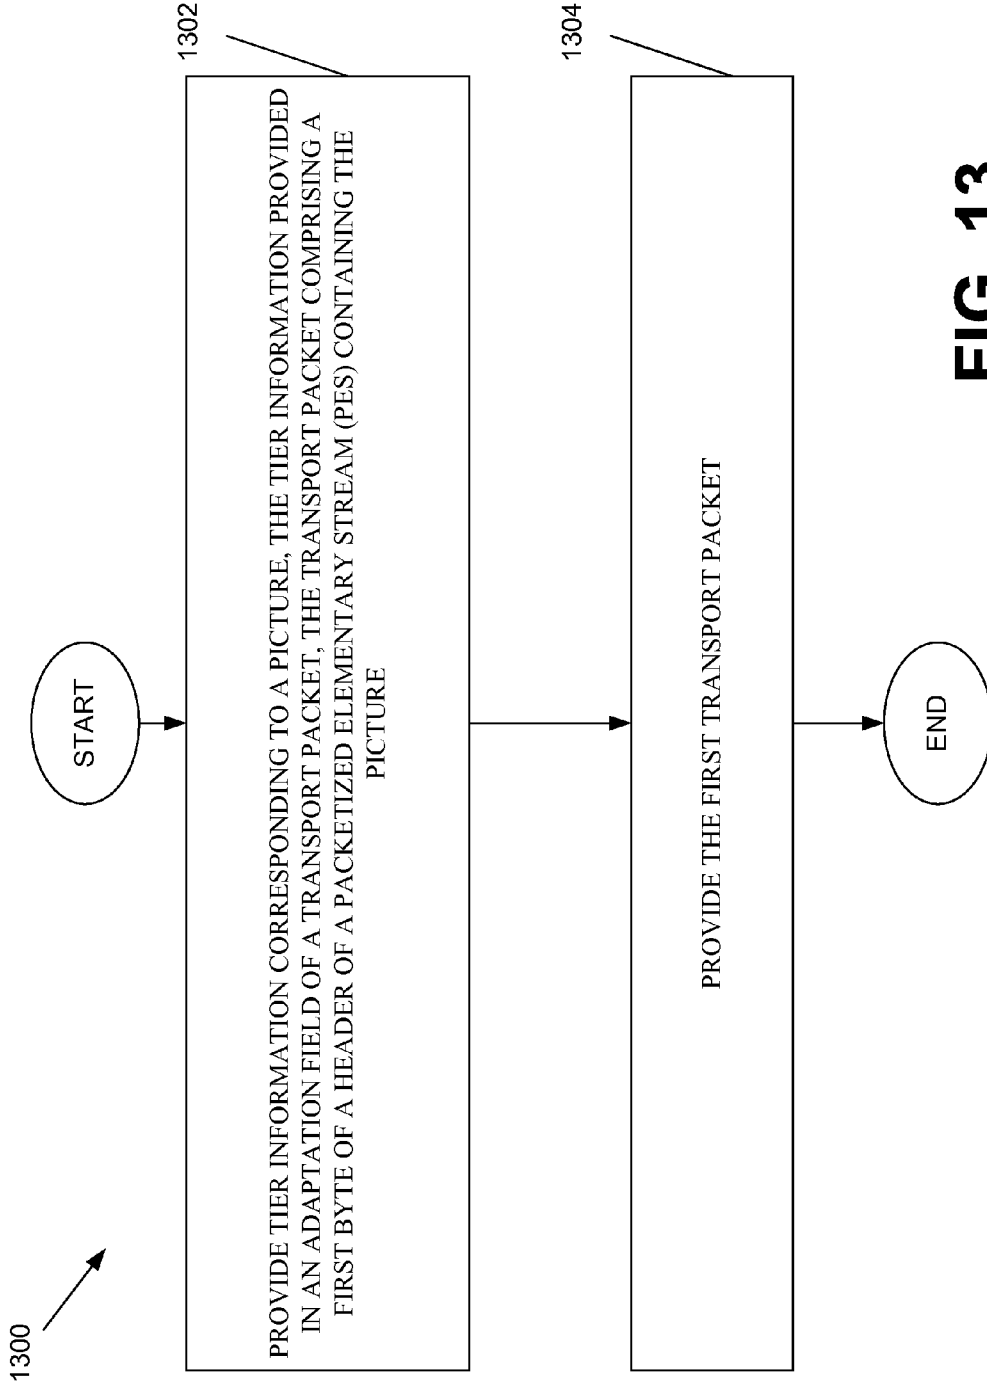 1300
START
1302
PROVIDE TIER INFORMATION CORRESPONDING TO A PICTURE, THE TIER INFORMATION PROVIDED
IN AN ADAPTATION FIELD OF A TRANSPORT PACKET, THE TRANSPORT PACKET COMPRISING A
FIRST BYTE OF A HEADER OF A PACKETIZED ELEMENTARY STREAM (PES) CONTAINING THE
PICTURE
1304
PROVIDE THE FIRST TRANSPORT PACKET
END
FIG. 13